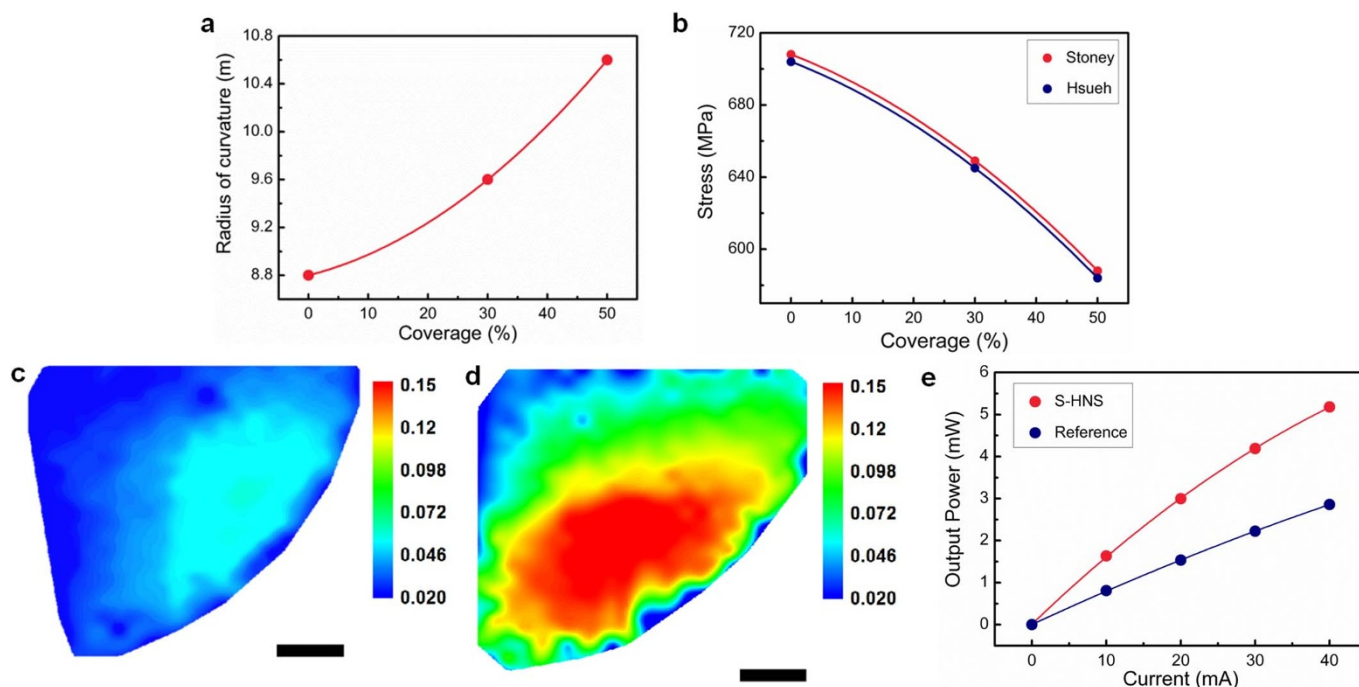 a
10.8
10.4
10.0
9.6
9.2
8.8
Radius of curvature (m)
0 10 20 30 40 50
Coverage (%)
b
720
680
640
600
Stress (MPa)
Stoney
Hsueh
0 10 20 30 40 50
Coverage (%)
c
0.15
0.12
0.098
0.072
0.046
0.020
d
0.15
0.12
0.098
0.072
0.046
0.020
e
6
5
4
3
2
1
0
Output Power (mW)
S-HNS
Reference
0 10 20 30 40
Current (mA)